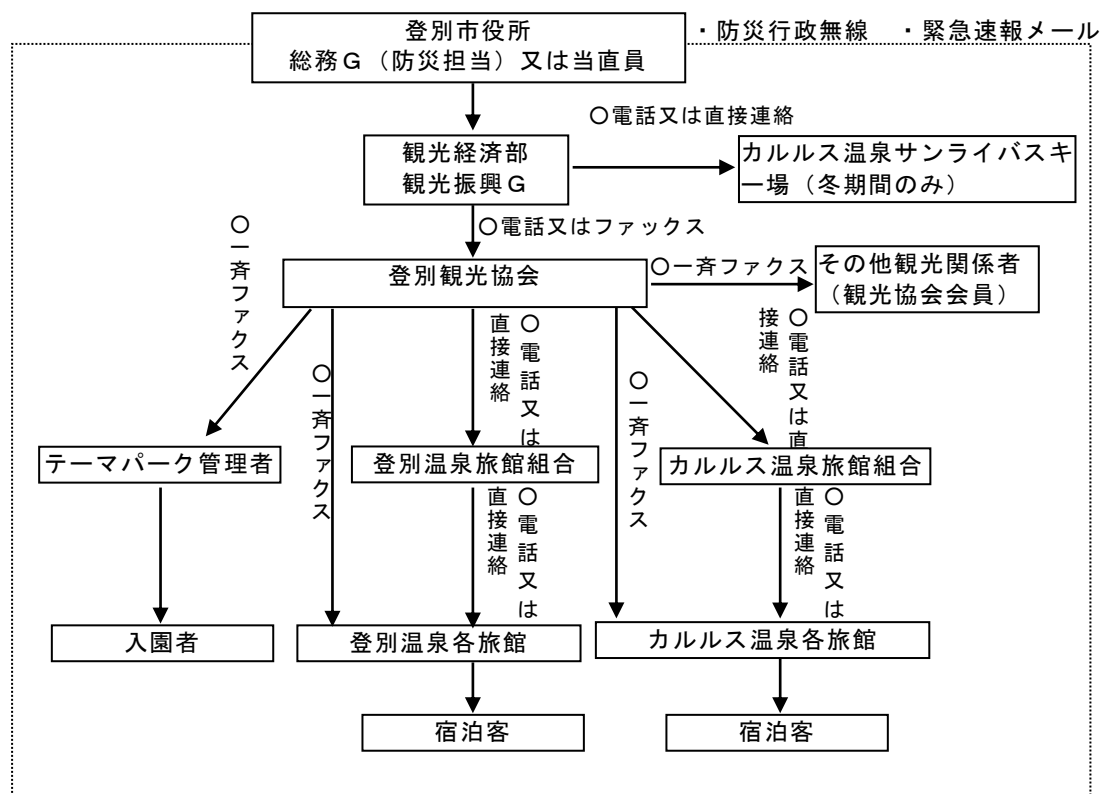 登別市役所
総務G（防災担当）又は当直員
・防災行政無線　・緊急速報メール
〇電話又は直接連絡
観光経済部
観光振興G
カルルス温泉サンライバスキ
ー場（冬期間のみ）
〇電話又はファックス
〇一斉ファクス
登別観光協会
〇一斉ファクス
その他観光関係者
（観光協会会員）
〇一斉ファクス
〇電話又は
直接連絡
〇一斉ファクス
〇電話又は直
接連絡
テーマパーク管理者
登別温泉旅館組合
カルルス温泉旅館組合
〇電話又は
直接連絡
〇電話又は
直接連絡
入園者
登別温泉各旅館
カルルス温泉各旅館
宿泊客
宿泊客